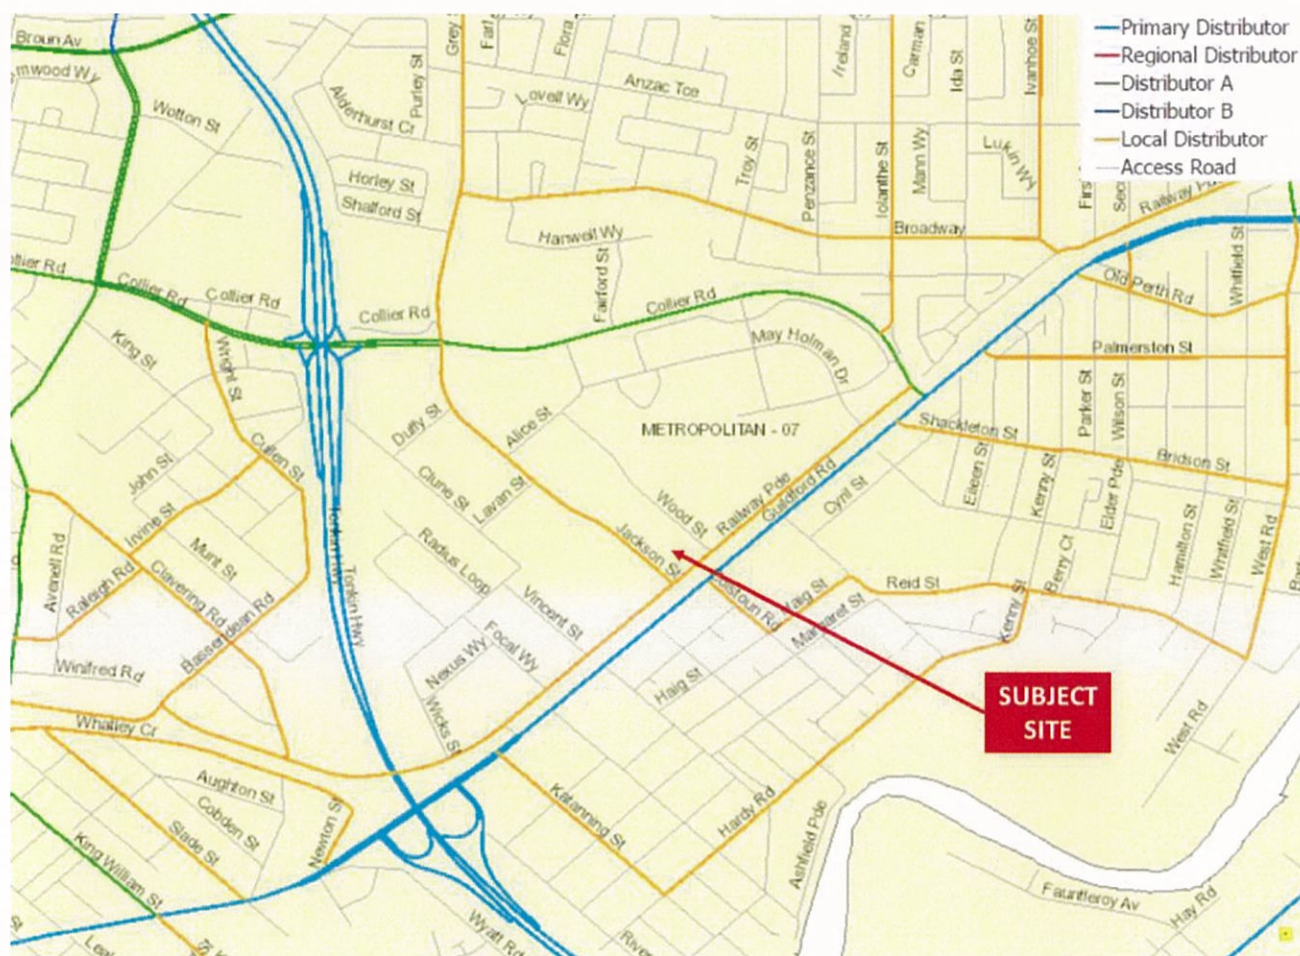 Primary Distributor
Regional Distributor
Distributor A
Distributor B
Local Distributor
Access Road
Broun Av
Wotton St
Alderhurst Ct
Purley St
Grey
Lovell Wy
Anzac Tce
Flora
Ireland
Carman
Ida St
Ivanhoe St
Horley St
Shalford St
Troy St
Penzance St
Iolanthe St
Mann Wy
Lukin Wy
Hanwell Wy
Broadway
Fairford St
Collier Rd
Collier Rd
Collier Rd
Collier Rd
Old Perth Rd
Whitfield St
King St
Wright St
May Holman Dr
Palmerston St
Duffy St
Alice St
METROPOLITAN - 07
Shackleton St
Parker St
Wilson St
Bridson St
Cullen St
John St
Clune St
Lavan St
Wood St
Railway Pde
Guildford Rd
Cyril St
Eileen St
Kenny St
Elder Pde
Irvine St
Munt St
Radius Loop
Jackson St
Hamilton St
Whitfield St
West Rd
Avenell Rd
Raleigh Rd
Clavering Rd
Bassendean Rd
Tonkin Hwy
Vincent St
Reid St
Berry Ct
Margaret St
Kenny St
Winifred Rd
Nexus Wy
Focal Wy
Haig St
SUBJECT
SITE
Whatley Cr
Wicks St
West Rd
Aughton St
Cobden St
Slade St
Newton St
Katanning St
Hardy Rd
Ashfield Pde
King William St
Fauntleroy Av
Hay Rd
Wyatt Rd